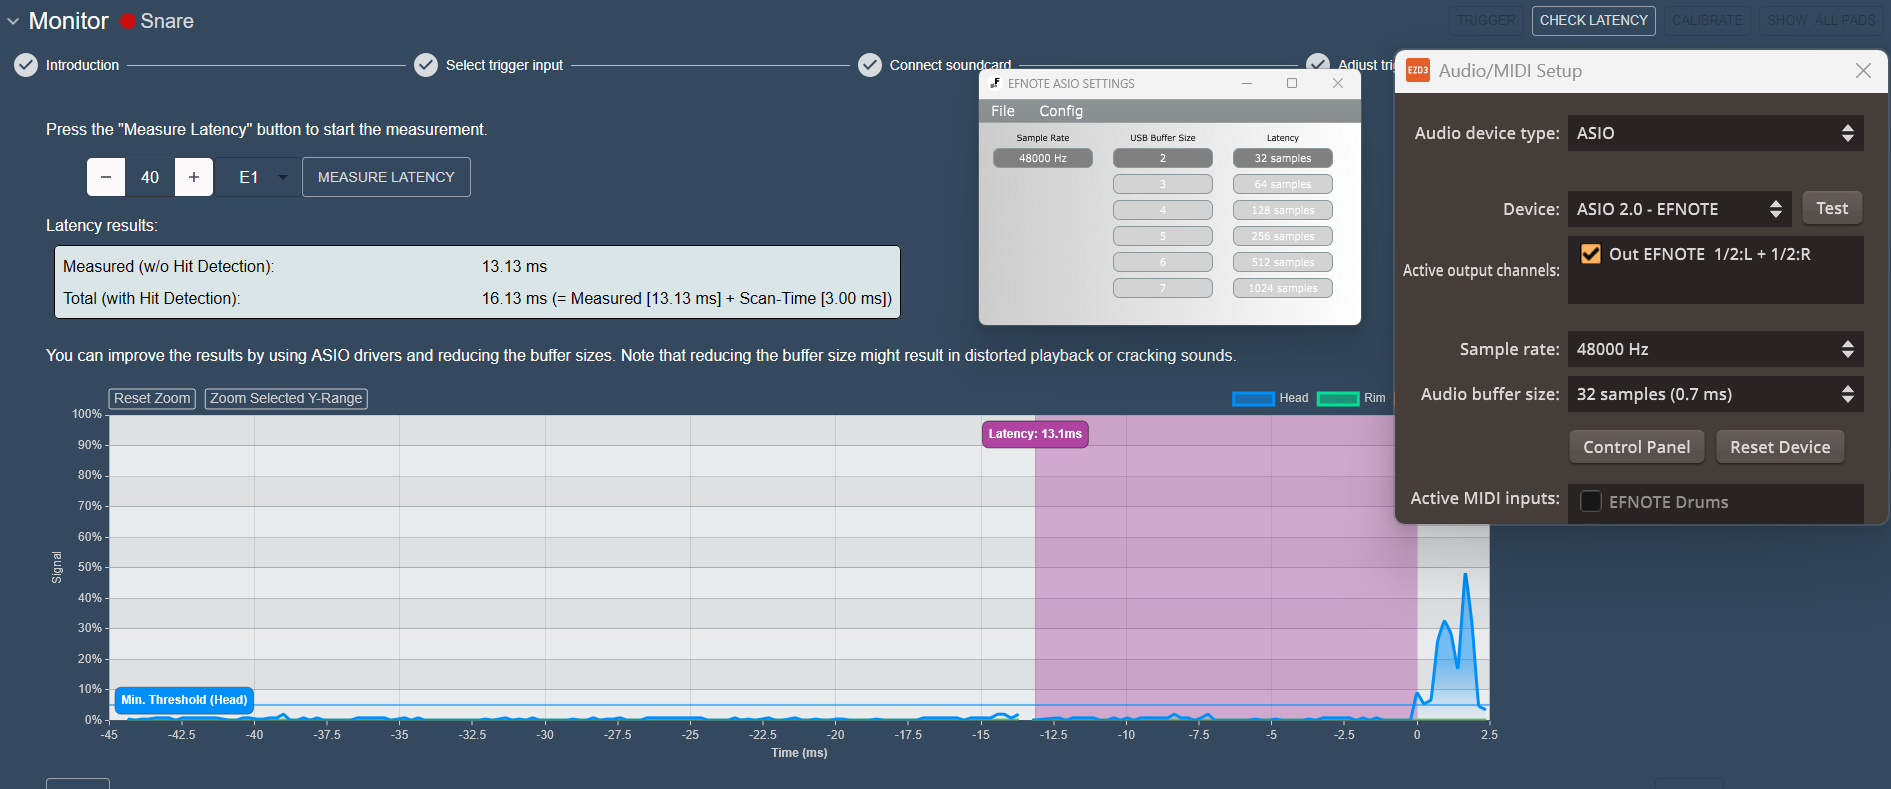 Monitor Snare
TRIGGER CHECK LATENCY CALIBRATE SHOW ALL PADS
Introduction Select trigger input Connect soundcard Adjust tri
Press the "Measure Latency" button to start the measurement.
− 40 + E1 MEASURE LATENCY
Latency results:
Measured (w/o Hit Detection): 13.13 ms
Total (with Hit Detection): 16.13 ms (= Measured [13.13 ms] + Scan-Time [3.00 ms])
You can improve the results by using ASIO drivers and reducing the buffer sizes. Note that reducing the buffer size might result in distorted playback or cracking sounds.
Reset Zoom Zoom Selected Y-Range
Head Rim
100%
90%
80%
70%
60%
50%
40%
30%
20%
10%
0%
Signal
Latency: 13.1ms
Min. Threshold (Head)
-45 -42.5 -40 -37.5 -35 -32.5 -30 -27.5 -25 -22.5 -20 -17.5 -15 -12.5 -10 -7.5 -5 -2.5 0 2.5
Time (ms)
EFNOTE ASIO SETTINGS
File Config
Sample Rate USB Buffer Size Latency
48000 Hz 2 32 samples
3 64 samples
4 128 samples
5 256 samples
6 512 samples
7 1024 samples
EZD3 Audio/MIDI Setup
Audio device type: ASIO
Device: ASIO 2.0 - EFNOTE Test
Active output channels: Out EFNOTE 1/2:L + 1/2:R
Sample rate: 48000 Hz
Audio buffer size: 32 samples (0.7 ms)
Control Panel Reset Device
Active MIDI inputs: EFNOTE Drums